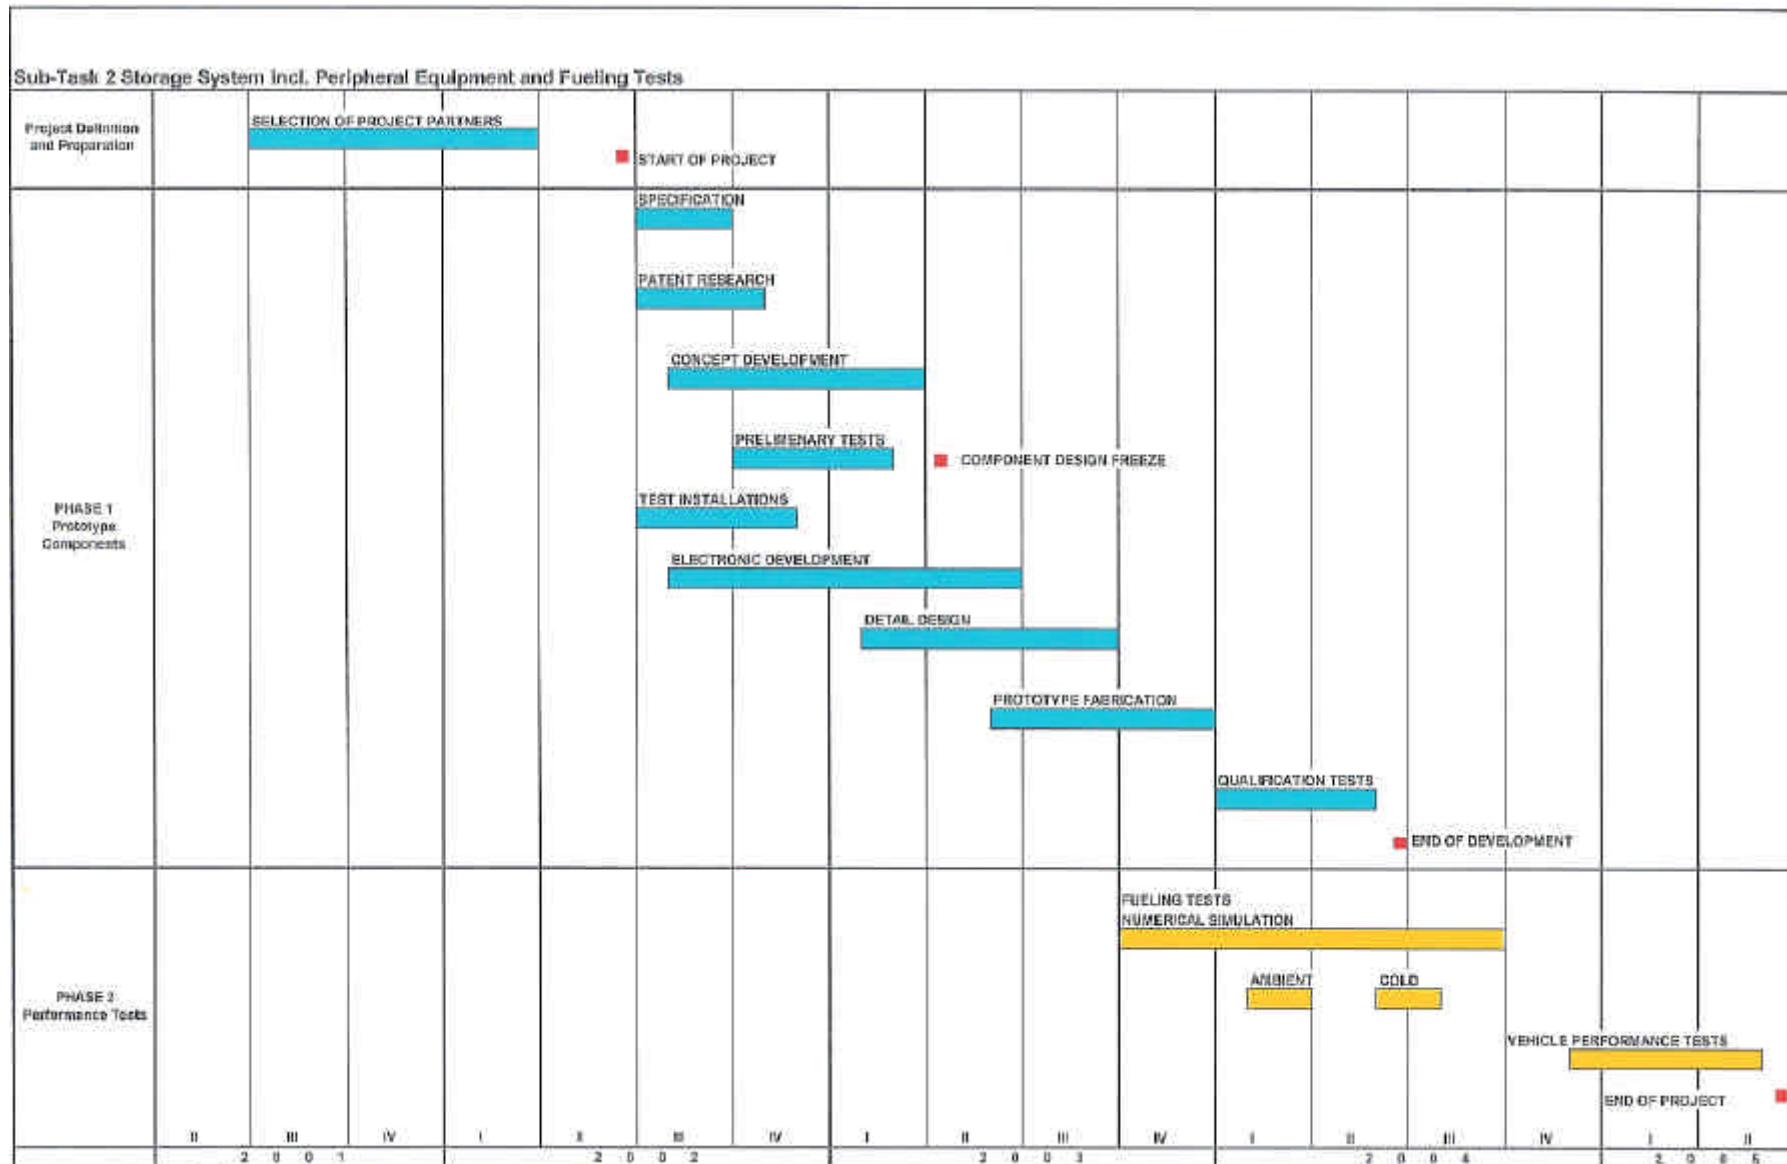 Sub-Task 2 Storage System incl. Peripheral Equipment and Fueling Tests
Project Definition
and Preparation
SELECTION OF PROJECT PARTNERS
START OF PROJECT
SPECIFICATION
PATENT RESEARCH
CONCEPT DEVELOPMENT
PRELIMENARY TESTS
COMPONENT DESIGN FREEZE
PHASE 1
Prototype
Components
TEST INSTALLATIONS
ELECTRONIC DEVELOPMENT
DETAIL DESIGN
PROTOTYPE FABRICATION
QUALIFICATION TESTS
END OF DEVELOPMENT
FUELING TESTS
NUMERICAL SIMULATION
AMBIENT
COLD
PHASE 2
Performance Tests
VEHICLE PERFORMANCE TESTS
END OF PROJECT
II III IV I II III IV I II III IV I II III IV I II
2 0 0 1 2 0 0 2 2 0 0 3 2 0 0 4 2 0 0 5